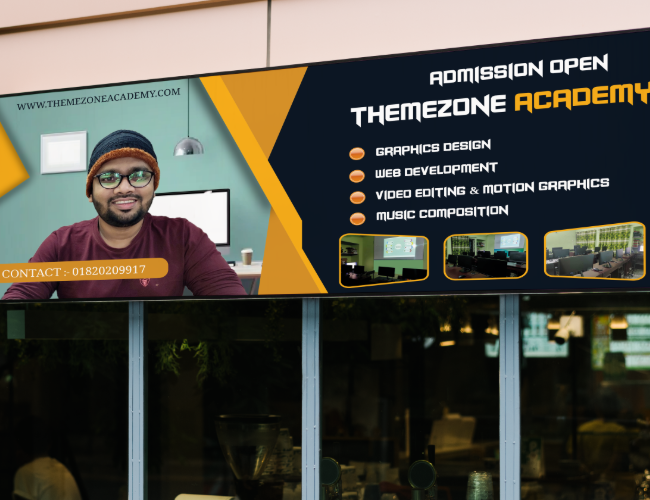 WWW.THEMEZONEACADEMY.COM
CONTACT :- 01820209917
ADMISSION OPEN
THEMEZONE ACADEMY
GRAPHICS DESIGN
WEB DEVELOPMENT
VIDEO EDITING & MOTION GRAPHICS
MUSIC COMPOSITION